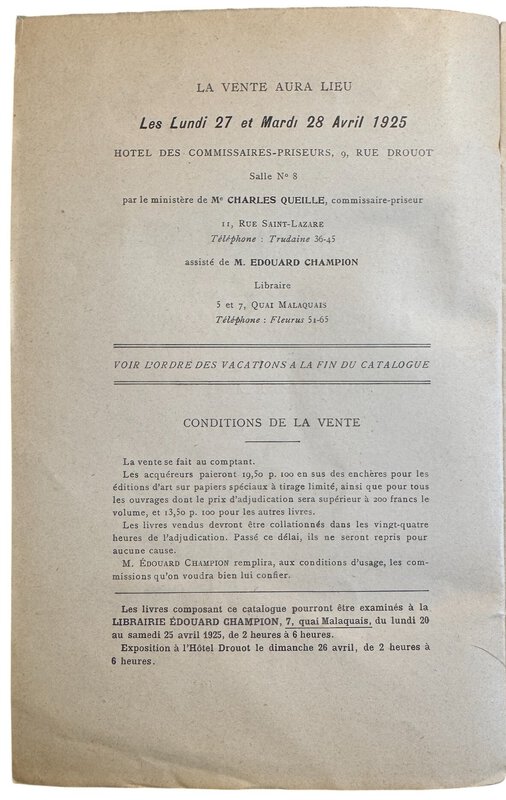 LA VENTE AURA LIEU
Les Lundi 27 et Mardi 28 Avril 1925
HOTEL DES COMMISSAIRES-PRISEURS, 9, RUE DROUOT
Salle Nº 8
par le ministère de Mᵉ CHARLES QUEILLE, commissaire-priseur
11, RUE SAINT-LAZARE
Téléphone : Trudaine 36-45
assisté de M. EDOUARD CHAMPION
Libraire
5 et 7, QUAI MALAQUAIS
Téléphone : Fleurus 51-65
VOIR L'ORDRE DES VACATIONS A LA FIN DU CATALOGUE
CONDITIONS DE LA VENTE
La vente se fait au comptant.
Les acquéreurs paieront 19,50 p. 100 en sus des enchères pour les
éditions d'art sur papiers spéciaux à tirage limité, ainsi que pour tous
les ouvrages dont le prix d'adjudication sera supérieur à 200 francs le
volume, et 13,50 p. 100 pour les autres livres.
Les livres vendus devront être collationnés dans les vingt-quatre
heures de l'adjudication. Passé ce délai, ils ne seront repris pour
aucune cause.
M. ÉDOUARD CHAMPION remplira, aux conditions d'usage, les com-
missions qu'on voudra bien lui confier.
Les livres composant ce catalogue pourront être examinés à la
LIBRAIRIE ÉDOUARD CHAMPION, 7, quai Malaquais, du lundi 20
au samedi 25 avril 1925, de 2 heures à 6 heures.
Exposition à l'Hôtel Drouot le dimanche 26 avril, de 2 heures à
6 heures.